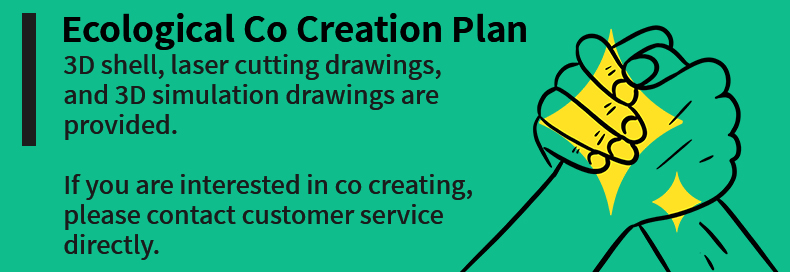 Ecological Co Creation Plan
3D shell, laser cutting drawings,
and 3D simulation drawings are
provided.
If you are interested in co creating,
please contact customer service
directly.